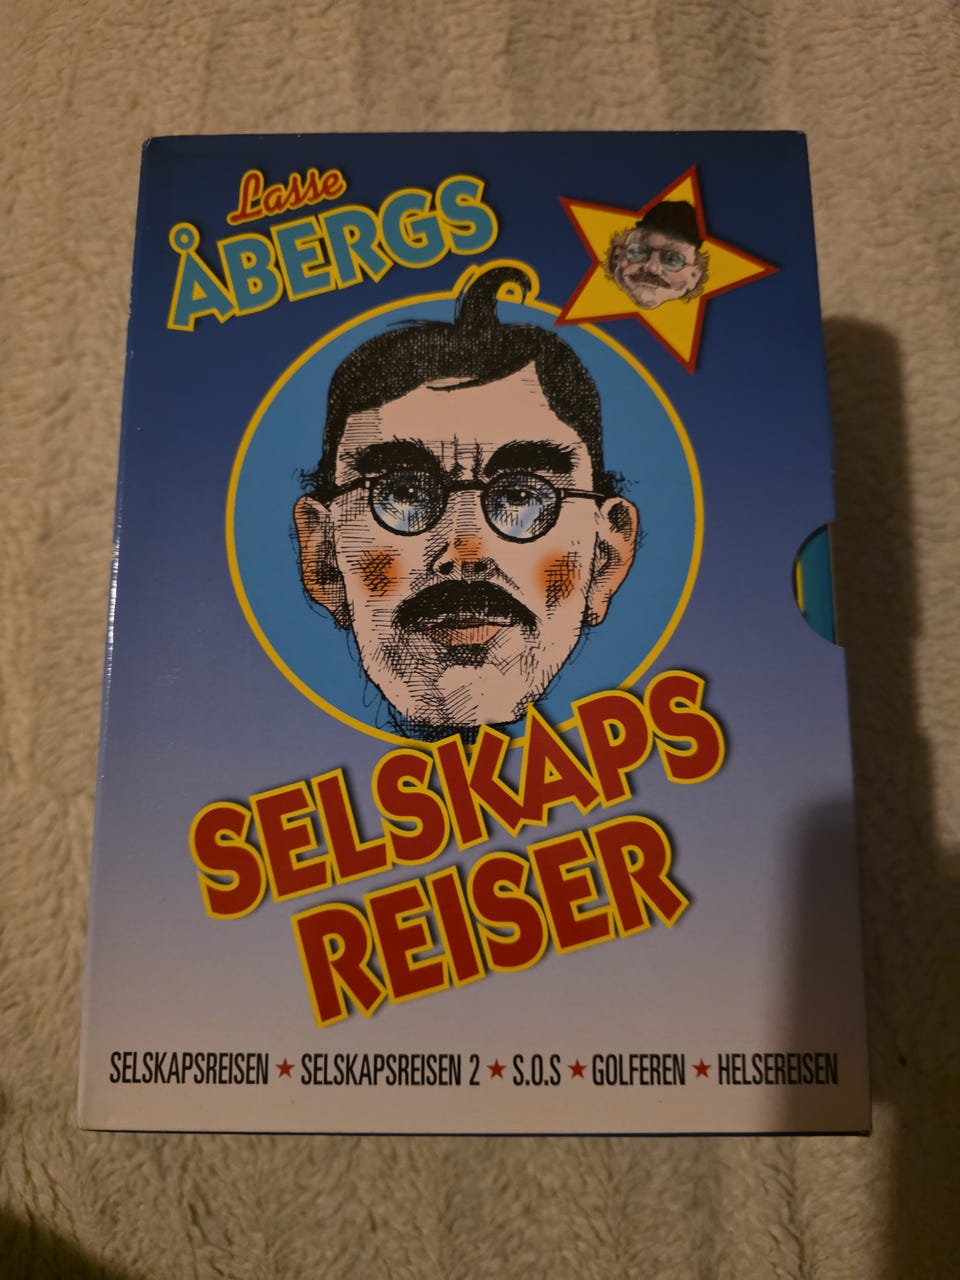 Lasse
ÅBERGS
SELSKAPS
REISER
SELSKAPSREISEN ★ SELSKAPSREISEN 2 ★ S.O.S ★ GOLFEREN ★ HELSEREISEN